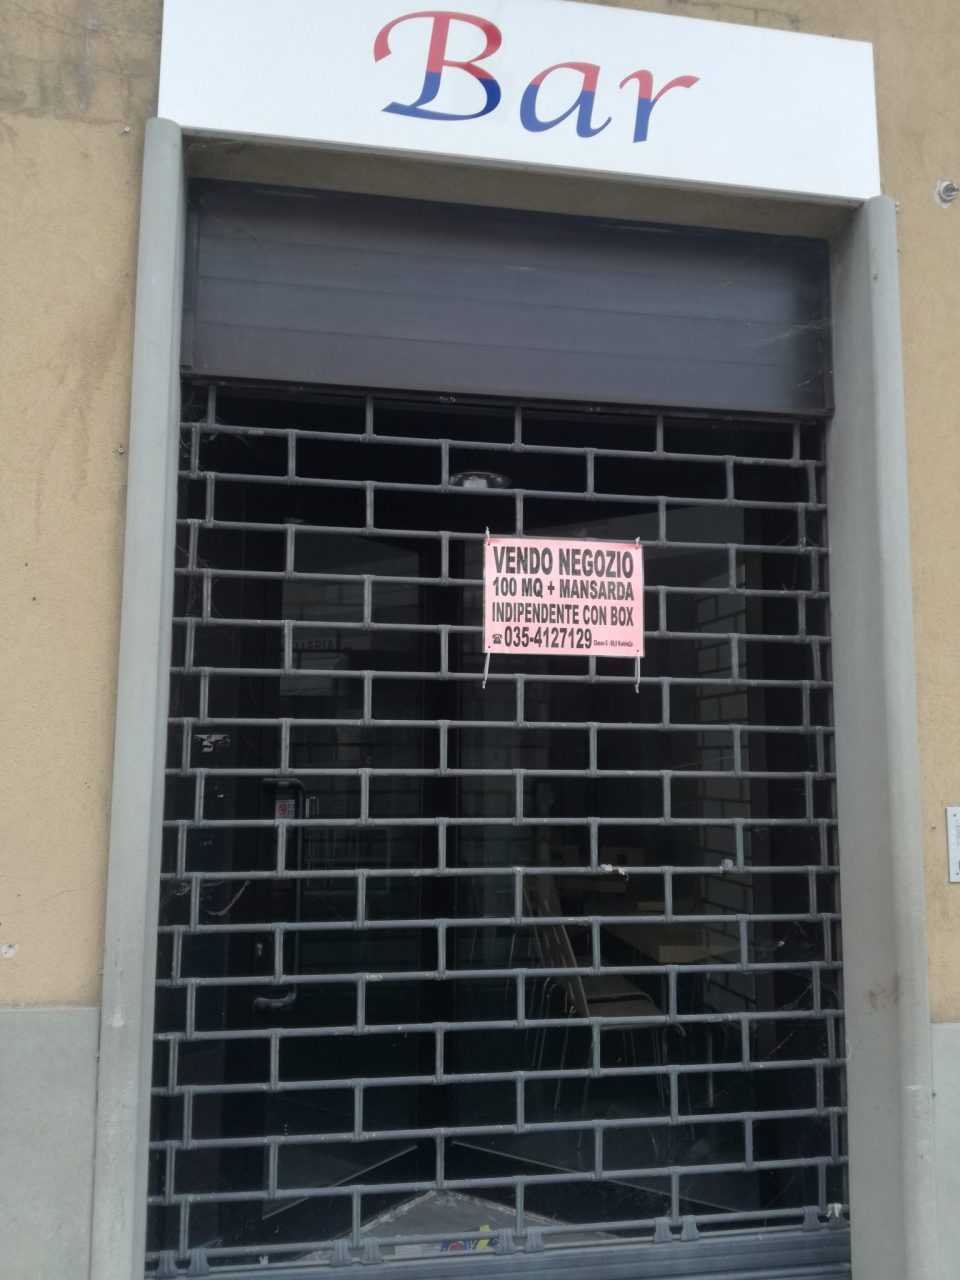 Bar
VENDO NEGOZIO
100 MQ + MANSARDA
INDIPENDENTE CON BOX
☎035-4127129